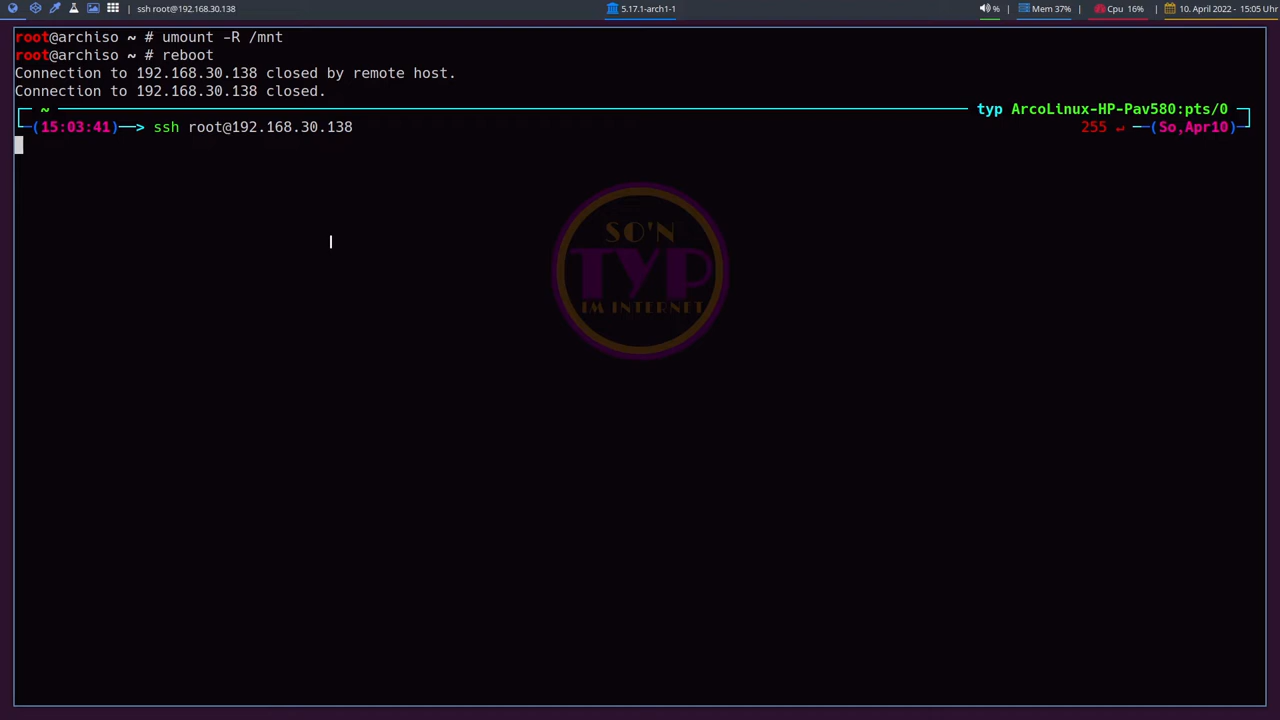 ssh root@192.168.30.138
5.17.1-arch1-1
% | Mem 37% | Cpu 16% | 10. April 2022 - 15:05 Uhr
root@archiso ~ # umount -R /mnt
root@archiso ~ # reboot
Connection to 192.168.30.138 closed by remote host.
Connection to 192.168.30.138 closed.
~ typ ArcoLinux-HP-Pav580:pts/0
(15:03:41)──> ssh root@192.168.30.138 255 ↵ ─(So,Apr10)─
SO'N
TYP
IM INTERNET